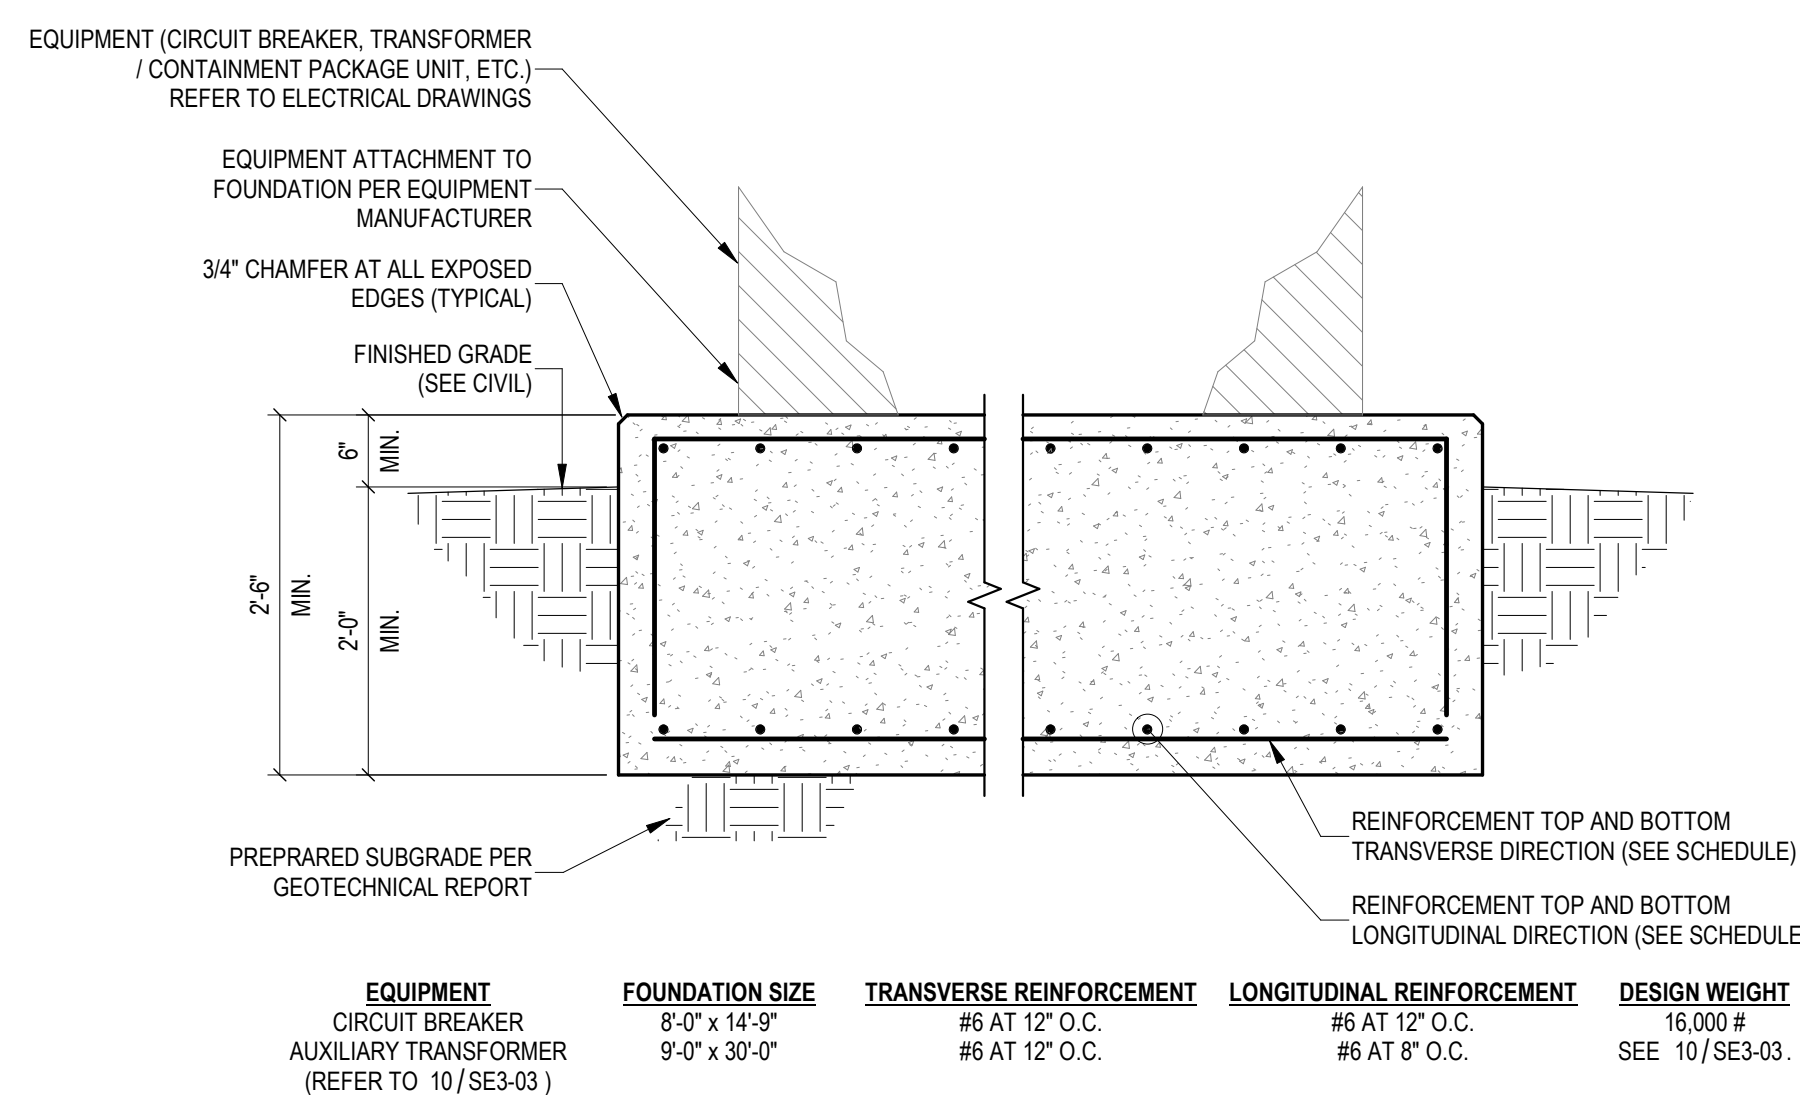 EQUIPMENT (CIRCUIT BREAKER, TRANSFORMER
/ CONTAINMENT PACKAGE UNIT, ETC.)
REFER TO ELECTRICAL DRAWINGS
EQUIPMENT ATTACHMENT TO
FOUNDATION PER EQUIPMENT
MANUFACTURER
3/4" CHAMFER AT ALL EXPOSED
EDGES (TYPICAL)
FINISHED GRADE
(SEE CIVIL)
6"
MIN.
2'-6"
MIN.
2'-0"
MIN.
PREPRARED SUBGRADE PER
GEOTECHNICAL REPORT
REINFORCEMENT TOP AND BOTTOM
TRANSVERSE DIRECTION (SEE SCHEDULE)
REINFORCEMENT TOP AND BOTTOM
LONGITUDINAL DIRECTION (SEE SCHEDULE
EQUIPMENT FOUNDATION SIZE TRANSVERSE REINFORCEMENT LONGITUDINAL REINFORCEMENT DESIGN WEIGHT
CIRCUIT BREAKER 8'-0" x 14'-9" #6 AT 12" O.C. #6 AT 12" O.C. 16,000 #
AUXILIARY TRANSFORMER 9'-0" x 30'-0" #6 AT 12" O.C. #6 AT 8" O.C. SEE 10/SE3-03.
(REFER TO 10/SE3-03 )